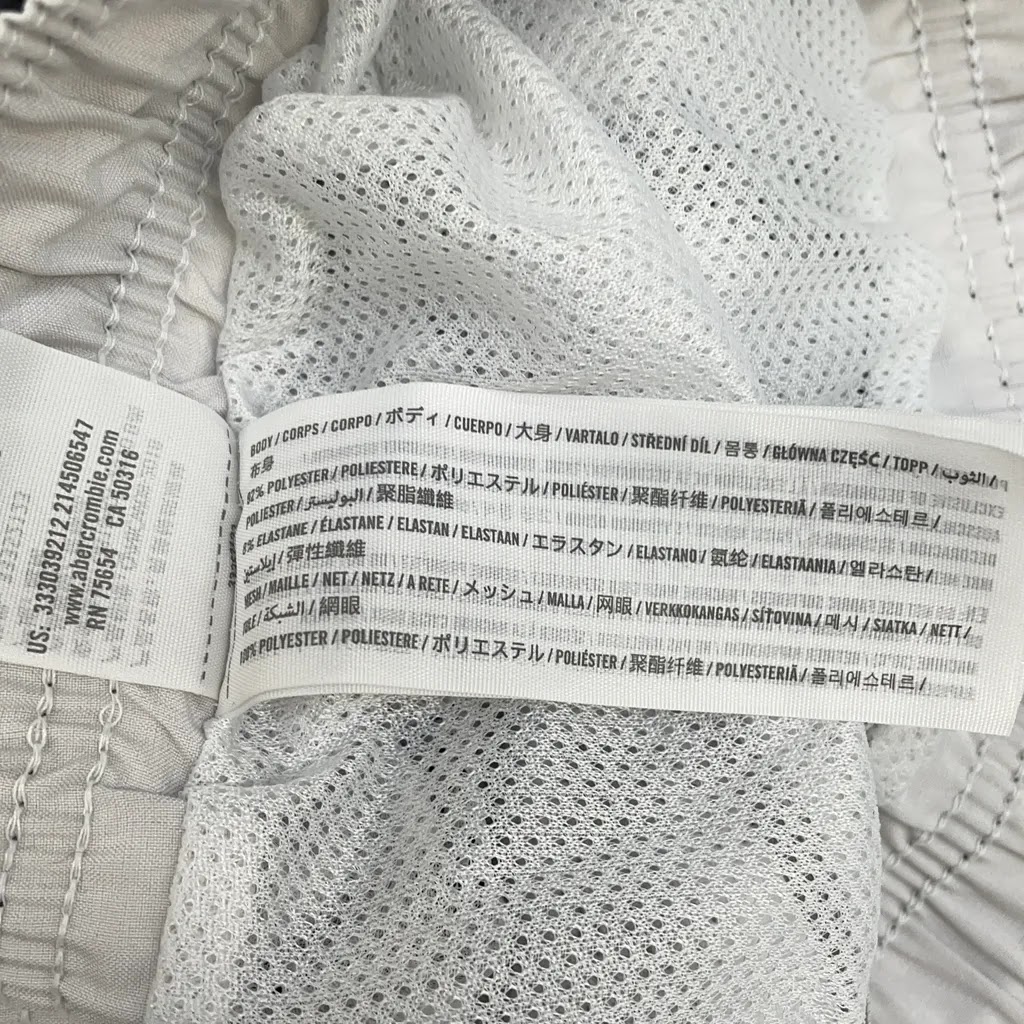 US: 333039212 214506547
www.abercrombie.com
RN 75654 CA 50316
BODY / CORPS / CORPO / ボディ / CUERPO / 大身 / VARTALO / STŘEDNÍ DÍL / 몸통 / GŁÓWNA CZĘŚĆ / TOPP / الثوب /
布身
POLYESTER / POLIESTERE / ポリエステル / POLIÉSTER / 聚酯纤维 / POLYESTERIÄ / 폴리에스테르 /
POLIESTER / البوليستر / 聚脂纖維
8% ELASTANE / ÉLASTANE / ELASTAN / ELASTAAN / エラスタン / ELASTANO / 氨纶 / ELASTAANIA / 엘라스탄 /
إيلاستين / 彈性纖維
MESH / MAILLE / NET / NETZ / A RETE / メッシュ / MALLA / 网眼 / VERKKOKANGAS / SÍŤOVINA / 메시 / SIATKA / NETT /
الشبكة / 網眼
100% POLYESTER / POLIESTERE / ポリエステル / POLIÉSTER / 聚酯纤维 / POLYESTERIÄ / 폴리에스테르 /